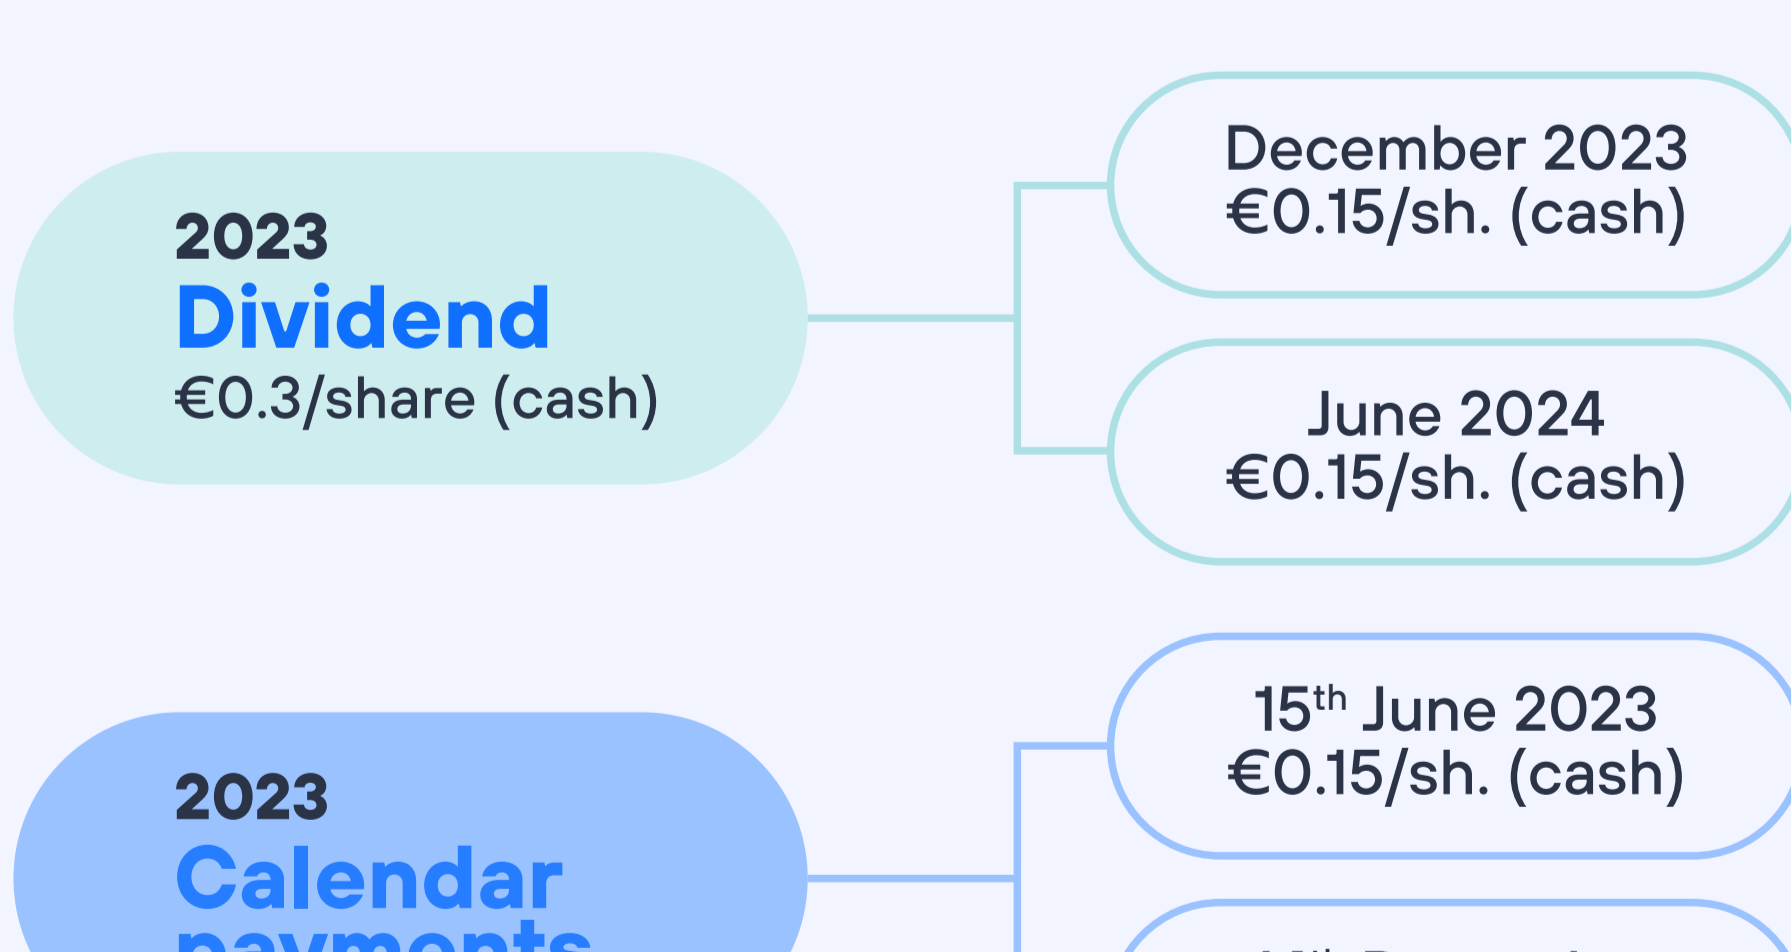 2023
Dividend
€0.3/share (cash)
December 2023
€0.15/sh. (cash)
June 2024
€0.15/sh. (cash)
2023
Calendar
payments
15th June 2023
€0.15/sh. (cash)